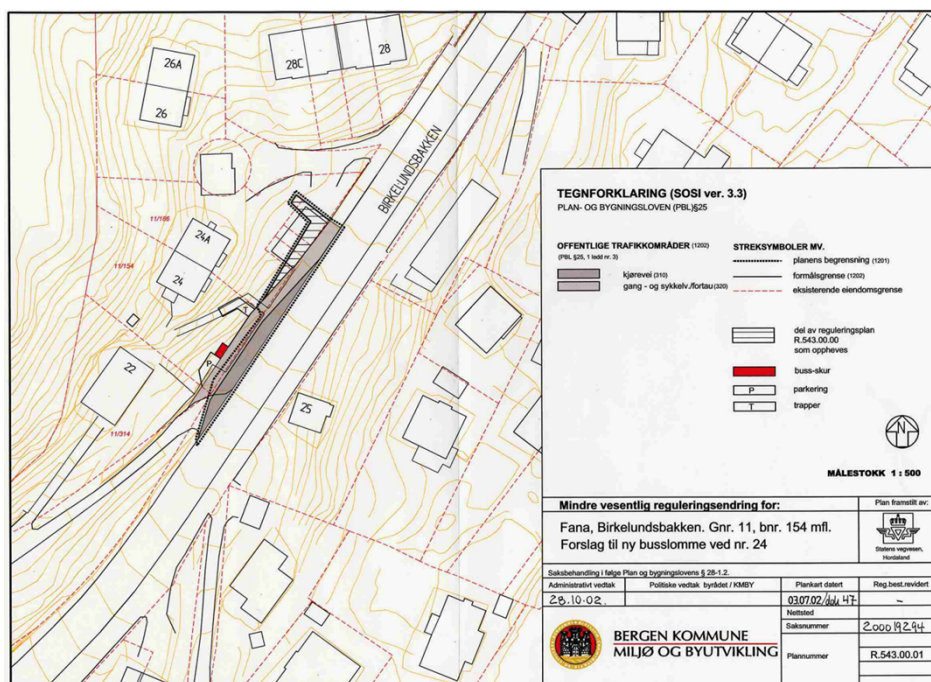 26A
26
28C
28
BIRKELUNDSBAKKEN
11/166
24A
11/154
24
T
P
22
25
11/314
TEGNFORKLARING (SOSI ver. 3.3)
PLAN- OG BYGNINGSLOVEN (PBL)§25
OFFENTLIGE TRAFIKKOMRÅDER (1202)
(PBL §25, 1 ledd nr. 3)
kjørevei (310)
gang - og sykkelv./fortau (320)
STREKSYMBOLER MV.
planens begrensning (1201)
formålsgrense (1202)
eksisterende eiendomsgrense
del av reguleringsplan
R.543.00.00
som oppheves
buss-skur
P parkering
T trapper
N
MÅLESTOKK 1 : 500
Mindre vesentlig reguleringsendring for:
Fana, Birkelundsbakken. Gnr. 11, bnr. 154 mfl.
Forslag til ny busslomme ved nr. 24
Plan framstilt av:
Statens vegvesen,
Hordaland
Saksbehandling i følge Plan og bygningslovens § 28-1.2.
Administrativt vedtak Politiske vedtak byrådet / KMBY Plankart datert Reg.best.revidert
28.10.02. 03.07.02/dok 47 -
Nettsted
Saksnummer 200019294
BERGEN KOMMUNE
MILJØ OG BYUTVIKLING
Plannummer R.543.00.01